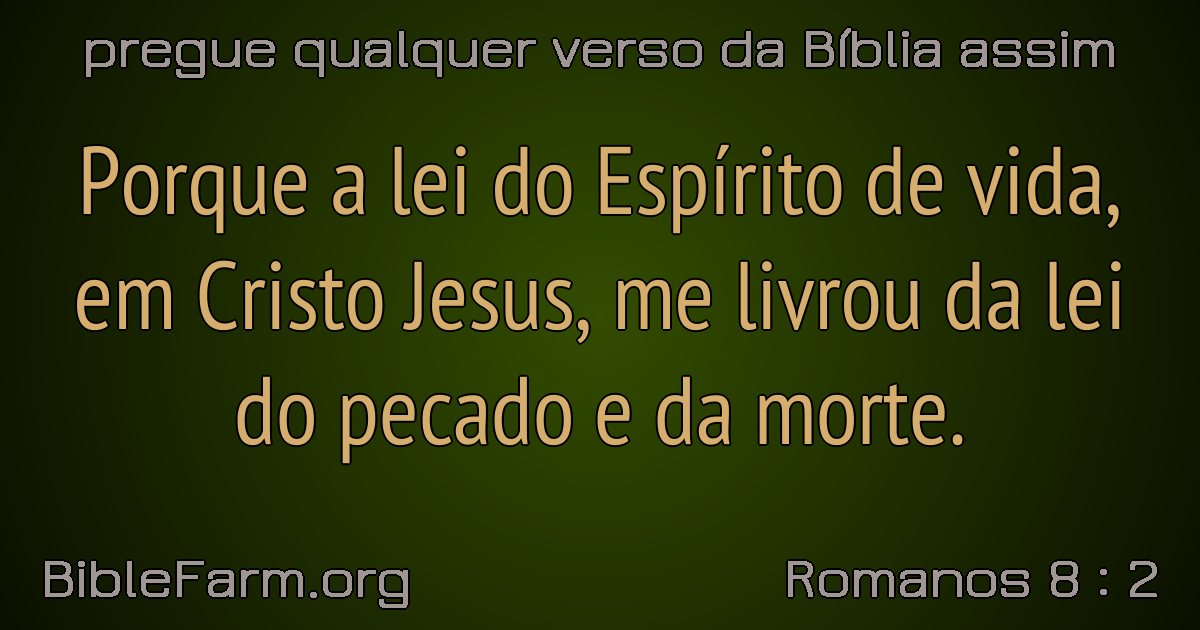 pregue qualquer verso da Bíblia assim
Porque a lei do Espírito de vida,
em Cristo Jesus, me livrou da lei
do pecado e da morte.
BibleFarm.org
Romanos 8 : 2